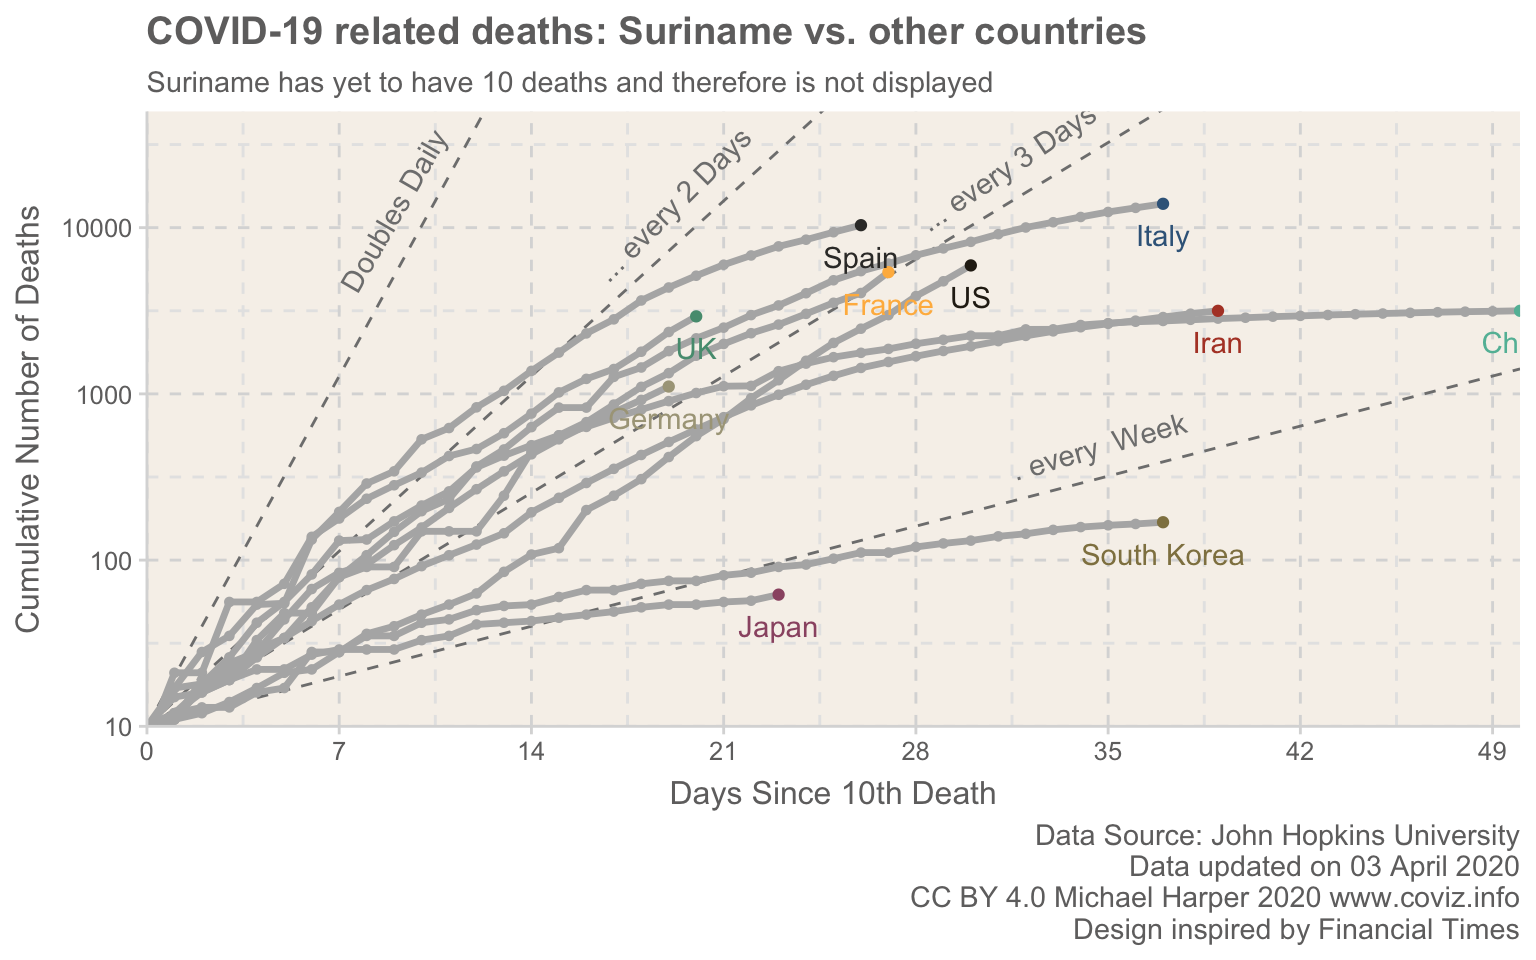 COVID-19 related deaths: Suriname vs. other countries
Suriname has yet to have 10 deaths and therefore is not displayed
Cumulative Number of Deaths
10000
1000
100
10
Doubles Daily
... every 2 Days
... every 3 Days
. every Week
Spain
Italy
France
US
UK
Iran
Ch
Germany
South Korea
Japan
0 7 14 21 28 35 42 49
Days Since 10th Death
Data Source: John Hopkins University
Data updated on 03 April 2020
CC BY 4.0 Michael Harper 2020 www.coviz.info
Design inspired by Financial Times